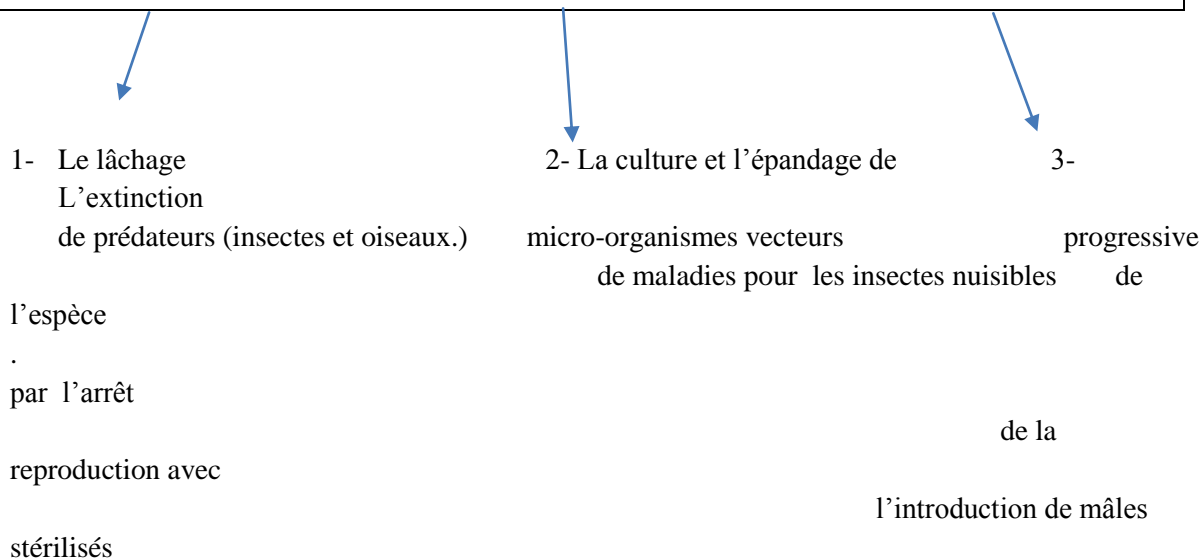 1- Le lâchage 2- La culture et l’épandage de 3-
L’extinction
de prédateurs (insectes et oiseaux.) micro-organismes vecteurs progressive
de maladies pour les insectes nuisibles de
l’espèce
.
par l’arrêt
de la
reproduction avec
l’introduction de mâles
stérilisés